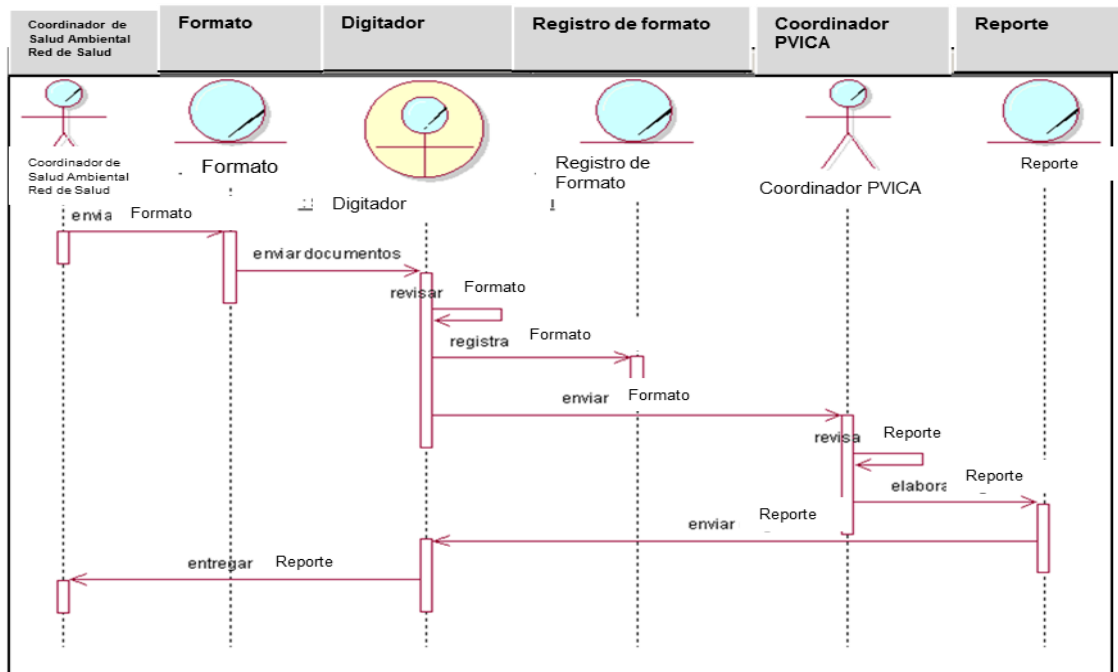 Coordinador de
Salud Ambiental
Red de Salud
Formato
Digitador
Registro de formato
Coordinador
PVICA
Reporte
Coordinador de
Salud Ambiental
Red de Salud
Formato
Digitador
Registro de
Formato
Coordinador PVICA
Reporte
envia Formato
enviar documentos
revisar Formato
registra Formato
enviar Formato
revisa Reporte
elabora Reporte
enviar Reporte
entregar Reporte